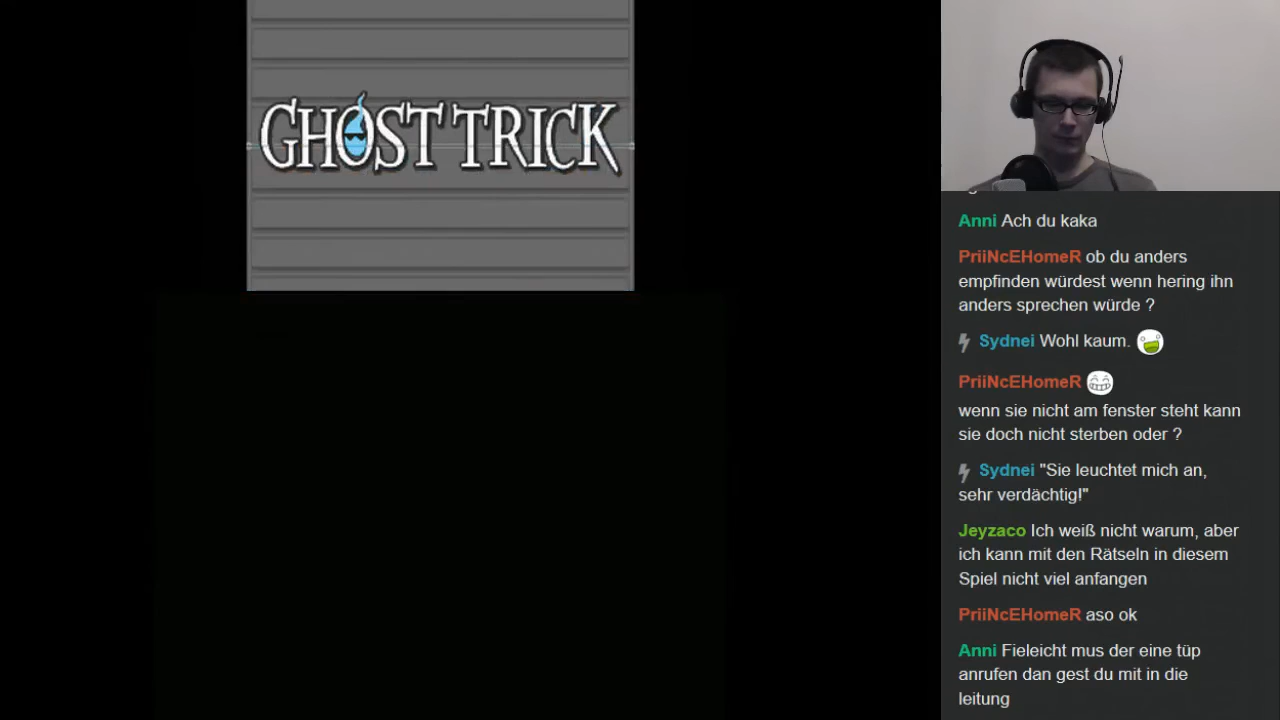 GHOST TRICK
Anni Ach du kaka
PriiNcEHomeR ob du anders
empfinden würdest wenn hering ihn
anders sprechen würde ?
Sydnei Wohl kaum.
PriiNcEHomeR
wenn sie nicht am fenster steht kann
sie doch nicht sterben oder ?
Sydnei "Sie leuchtet mich an,
sehr verdächtig!"
Jeyzaco Ich weiß nicht warum, aber
ich kann mit den Rätseln in diesem
Spiel nicht viel anfangen
PriiNcEHomeR aso ok
Anni Fieleicht mus der eine tüp
anrufen dan gest du mit in die
leitung